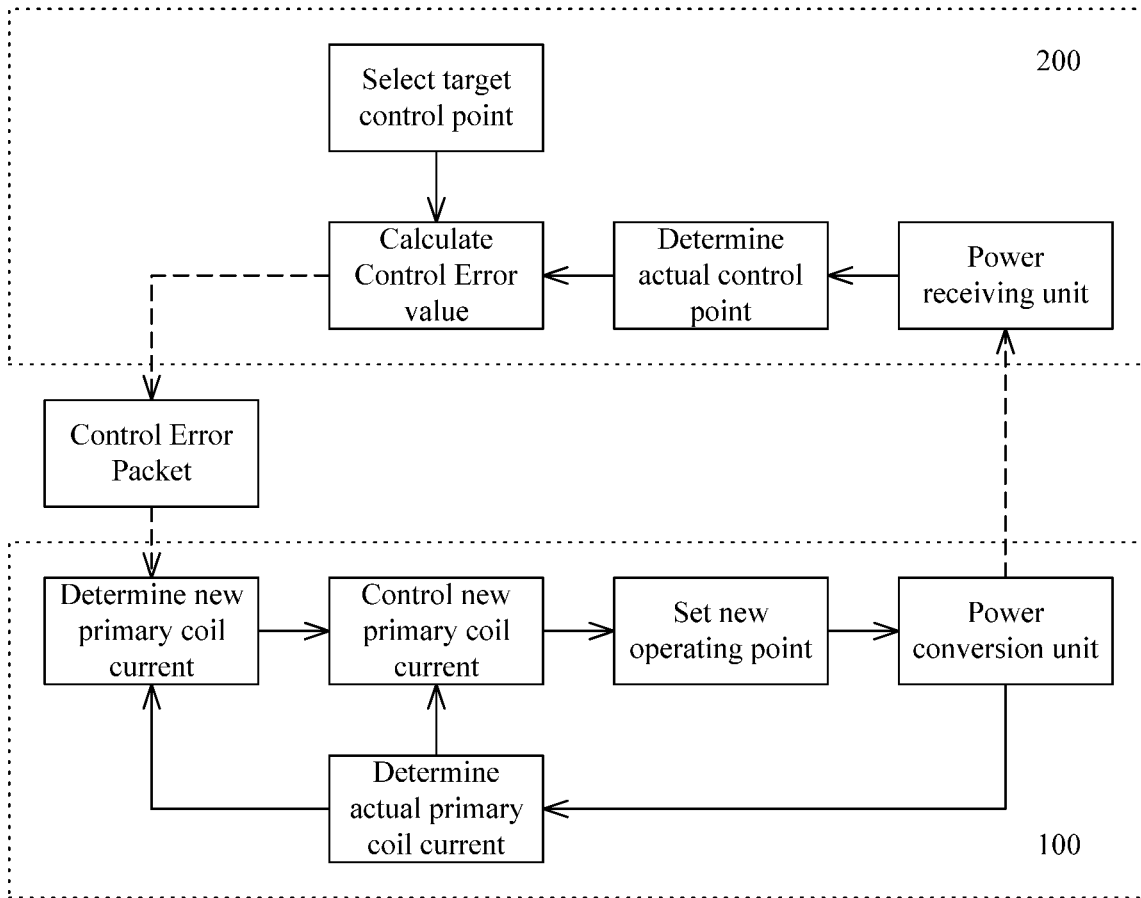 200
Select target
control point
Calculate
Control Error
value
Determine
actual control
point
Power
receiving unit
Control Error
Packet
Determine new
primary coil
current
Control new
primary coil
current
Set new
operating point
Power
conversion unit
Determine
actual primary
coil current
100